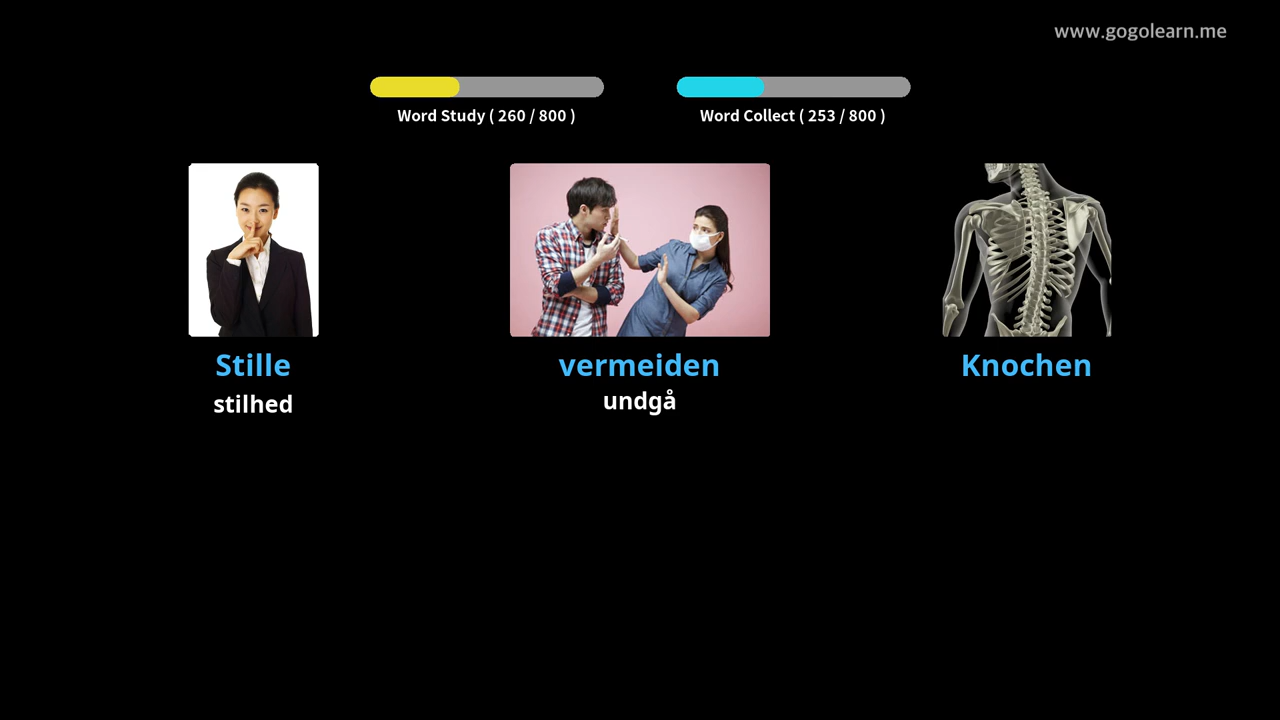 www.gogolearn.me
Word Study ( 260 / 800 )
Word Collect ( 253 / 800 )
Stille
stilhed
vermeiden
undgå
Knochen